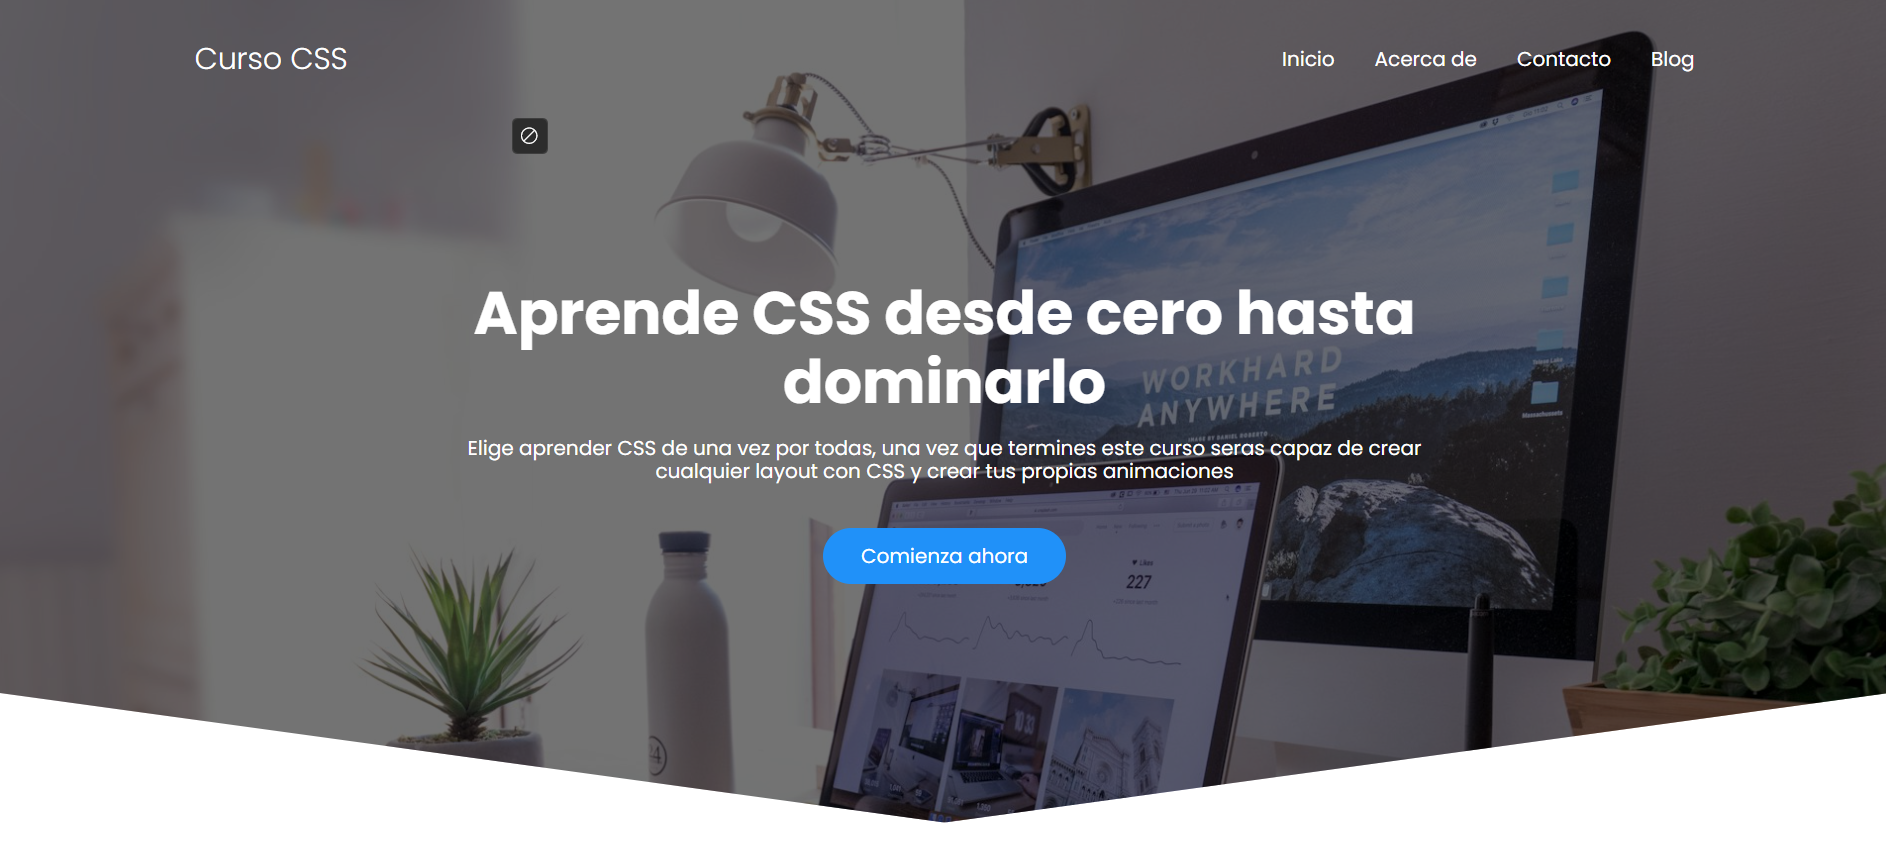 Curso CSS
Inicio
Acerca de
Contacto
Blog
Aprende CSS desde cero hasta
dominarlo
WORKHARD
ANYWHERE
Elige aprender CSS de una vez por todas, una vez que termines este curso seras capaz de crear
cualquier layout con CSS y crear tus propias animaciones
Comienza ahora
Likes
227